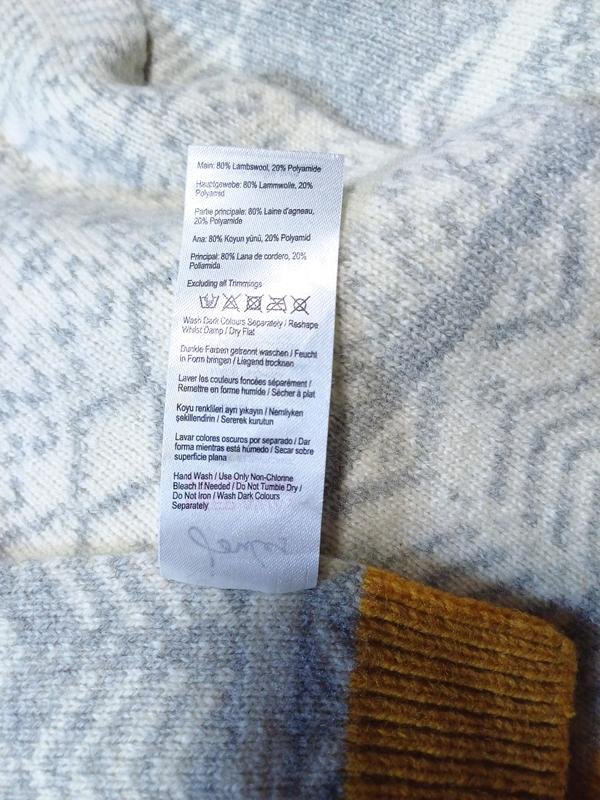 Main: 80% Lambswool, 20% Polyamide
Hauptgewebe: 80% Lammwolle, 20%
Polyamid
Partie principale: 80% Laine d'agneau,
20% Polyamide
Ana: 80% Koyun yünü, 20% Polyamid
Principal: 80% Lana de cordero, 20%
Poliamida
Excluding all Trimmings
Wash Dark Colours Separately / Reshape
Whilst Damp / Dry Flat
Dunkle Farben getrennt waschen / Feucht
in Form bringen / Liegend trocknen
Laver les couleurs foncées séparément /
Remettre en forme humide / Sécher à plat
Koyu renklileri ayrı yıkayın / Nemliyken
şekillendirin / Sererek kurutun
Lavar colores oscuros por separado / Dar
forma mientras está húmedo / Secar sobre
superficie plana
Hand Wash / Use Only Non-Chlorine
Bleach If Needed / Do Not Tumble Dry /
Do Not Iron / Wash Dark Colours
Separately